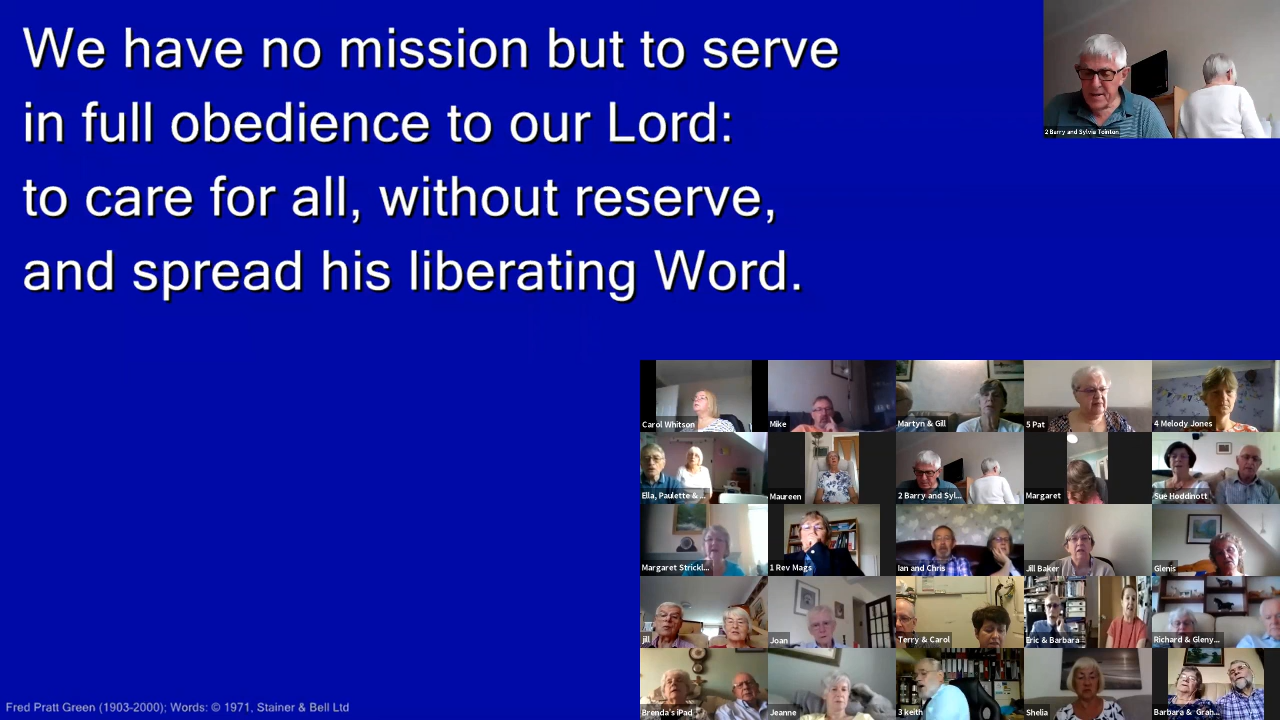 We have no mission but to serve
in full obedience to our Lord:
to care for all, without reserve,
and spread his liberating Word.
2 Barry and Sylvia Tointon
Carol Whitson
Mike
Martyn & Gill
5 Pat
4 Melody Jones
Ella, Paulette & ...
Maureen
2 Barry and Syl...
Margaret
Sue Hoddinott
Margaret Strickl...
1 Rev Mags
Ian and Chris
Jill Baker
Glenis
jill
Joan
Terry & Carol
Eric & Barbara
Richard & Gleny...
Brenda's iPad
Jeanne
3 keith
Shelia
Barbara & Grah...
Fred Pratt Green (1903-2000); Words: © 1971, Stainer & Bell Ltd